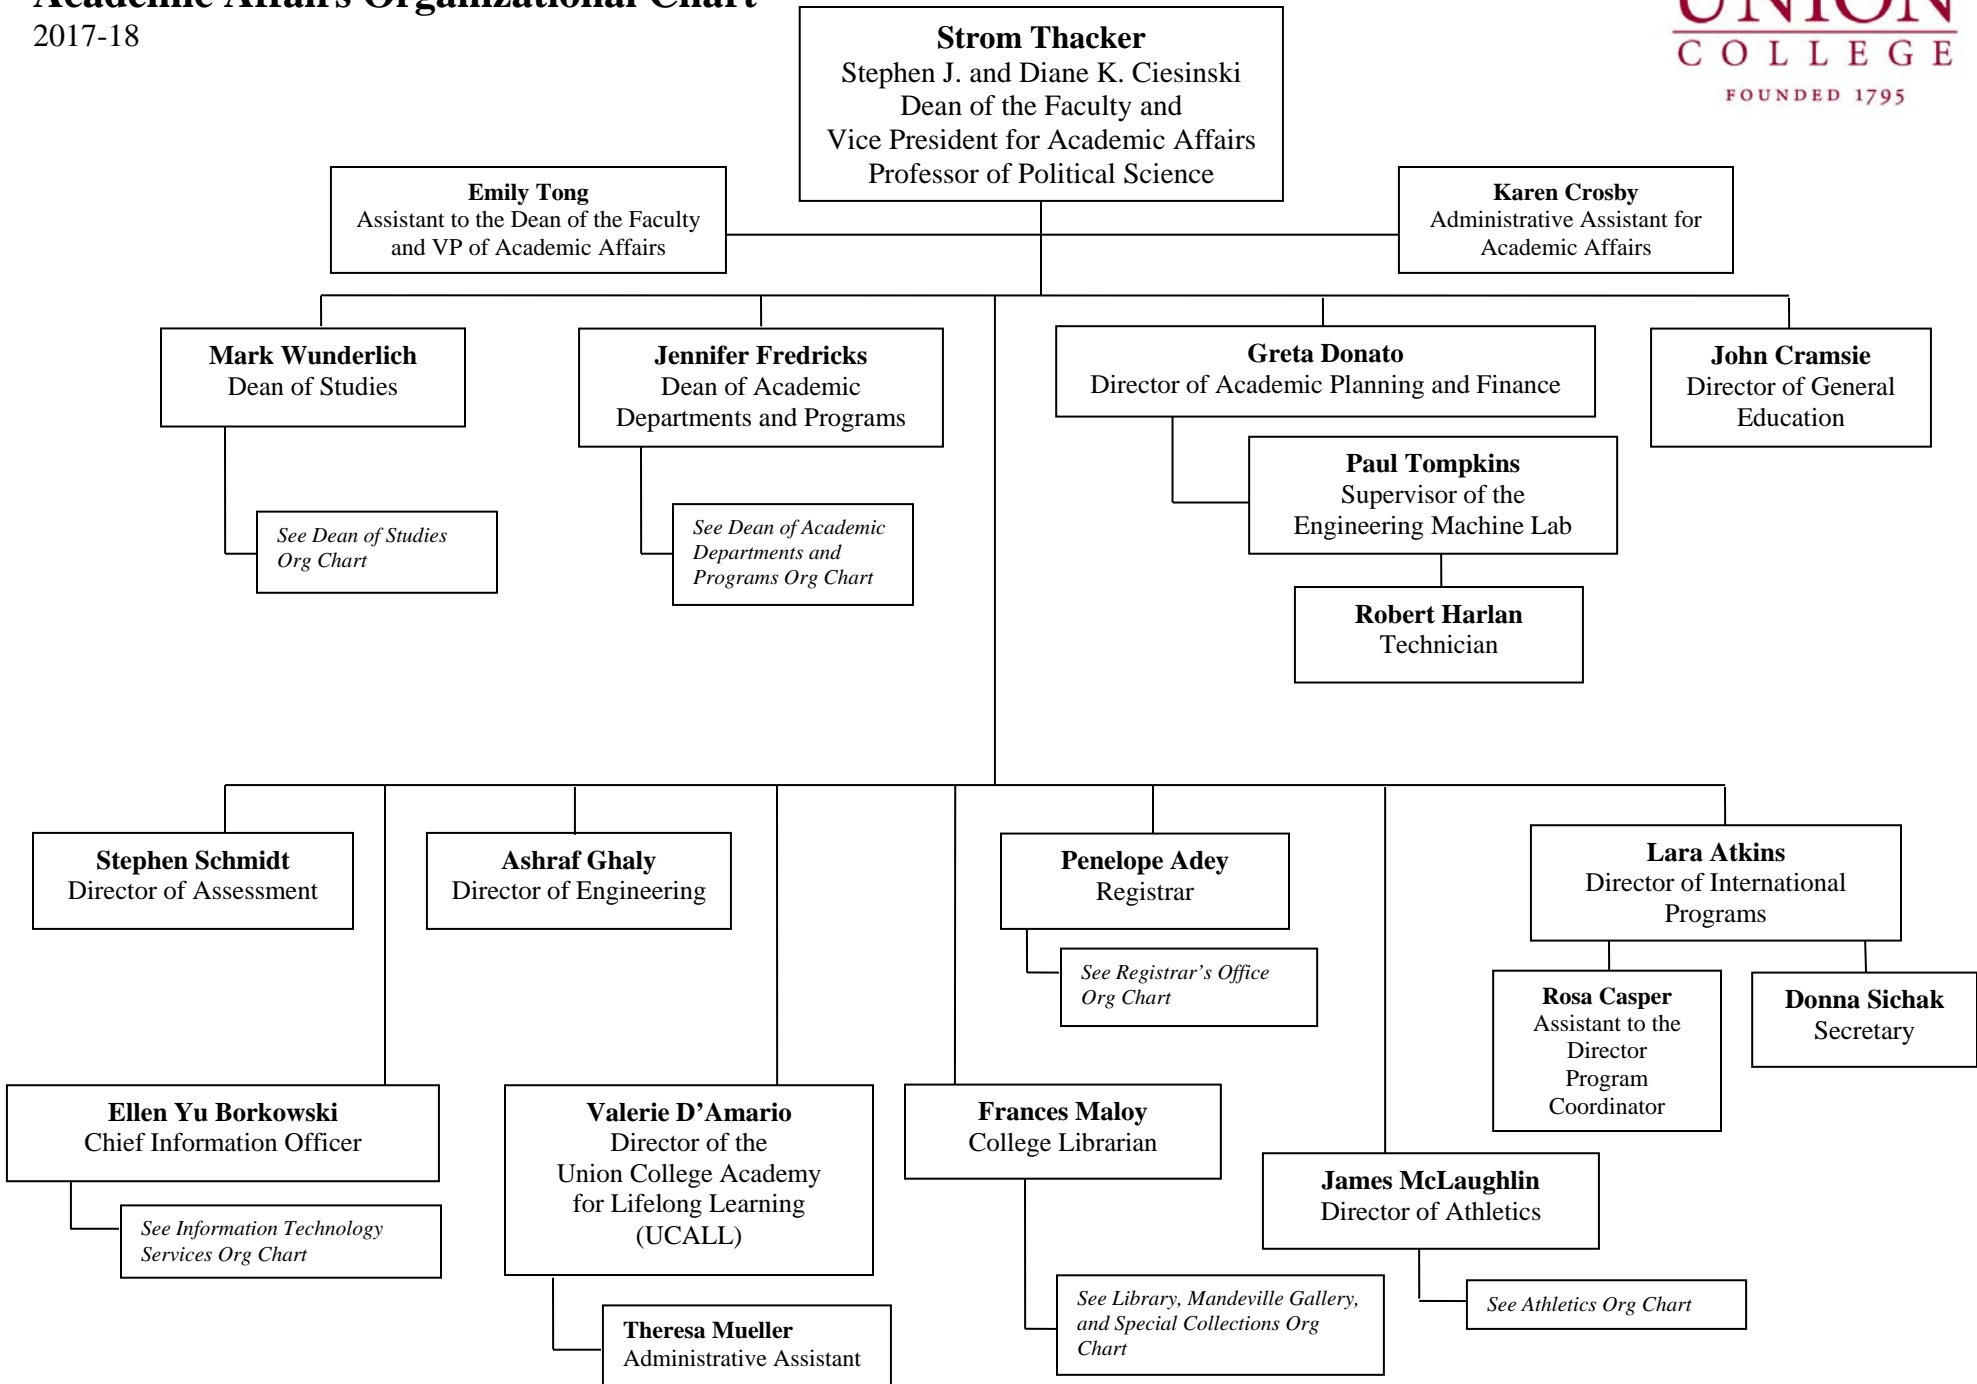 Academic Affairs Organizational Chart
2017-18
UNION
COLLEGE
FOUNDED 1795
Strom Thacker
Stephen J. and Diane K. Ciesinski
Dean of the Faculty and
Vice President for Academic Affairs
Professor of Political Science
Emily Tong
Assistant to the Dean of the Faculty
and VP of Academic Affairs
Karen Crosby
Administrative Assistant for
Academic Affairs
Mark Wunderlich
Dean of Studies
See Dean of Studies
Org Chart
Jennifer Fredricks
Dean of Academic
Departments and Programs
See Dean of Academic
Departments and
Programs Org Chart
Greta Donato
Director of Academic Planning and Finance
Paul Tompkins
Supervisor of the
Engineering Machine Lab
Robert Harlan
Technician
John Cramsie
Director of General
Education
Stephen Schmidt
Director of Assessment
Ashraf Ghaly
Director of Engineering
Penelope Adey
Registrar
See Registrar’s Office
Org Chart
Lara Atkins
Director of International
Programs
Rosa Casper
Assistant to the
Director
Program
Coordinator
Donna Sichak
Secretary
Ellen Yu Borkowski
Chief Information Officer
See Information Technology
Services Org Chart
Valerie D’Amario
Director of the
Union College Academy
for Lifelong Learning
(UCALL)
Theresa Mueller
Administrative Assistant
Frances Maloy
College Librarian
See Library, Mandeville Gallery,
and Special Collections Org
Chart
James McLaughlin
Director of Athletics
See Athletics Org Chart